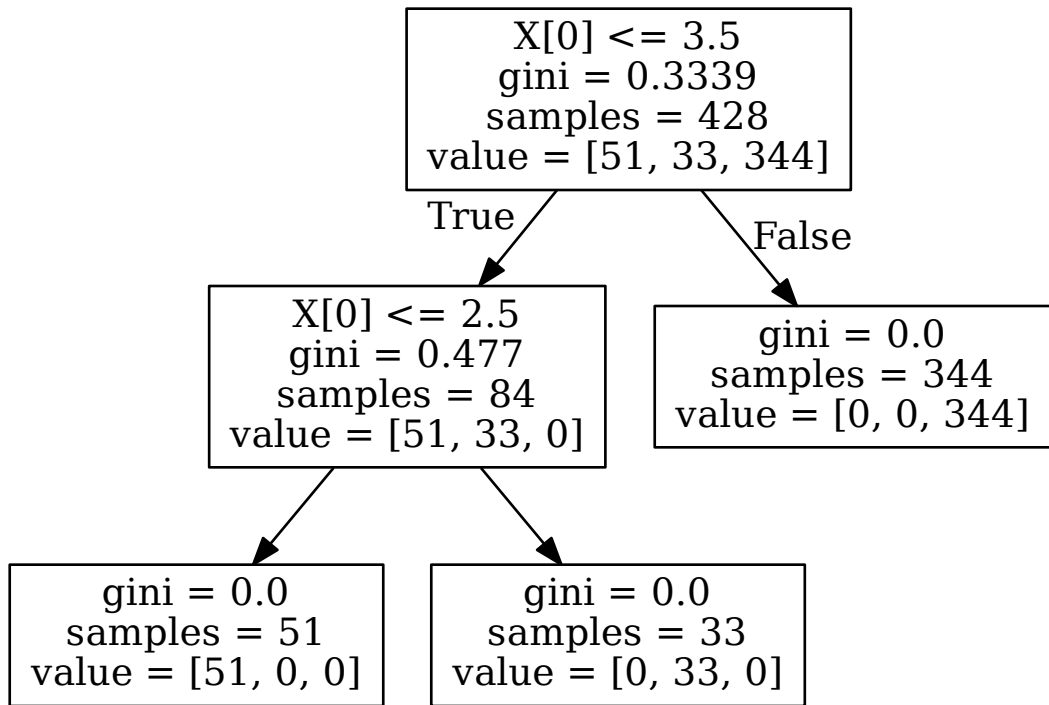 X[0] <= 3.5
gini = 0.3339
samples = 428
value = [51, 33, 344]
True
False
X[0] <= 2.5
gini = 0.477
samples = 84
value = [51, 33, 0]
gini = 0.0
samples = 344
value = [0, 0, 344]
gini = 0.0
samples = 51
value = [51, 0, 0]
gini = 0.0
samples = 33
value = [0, 33, 0]